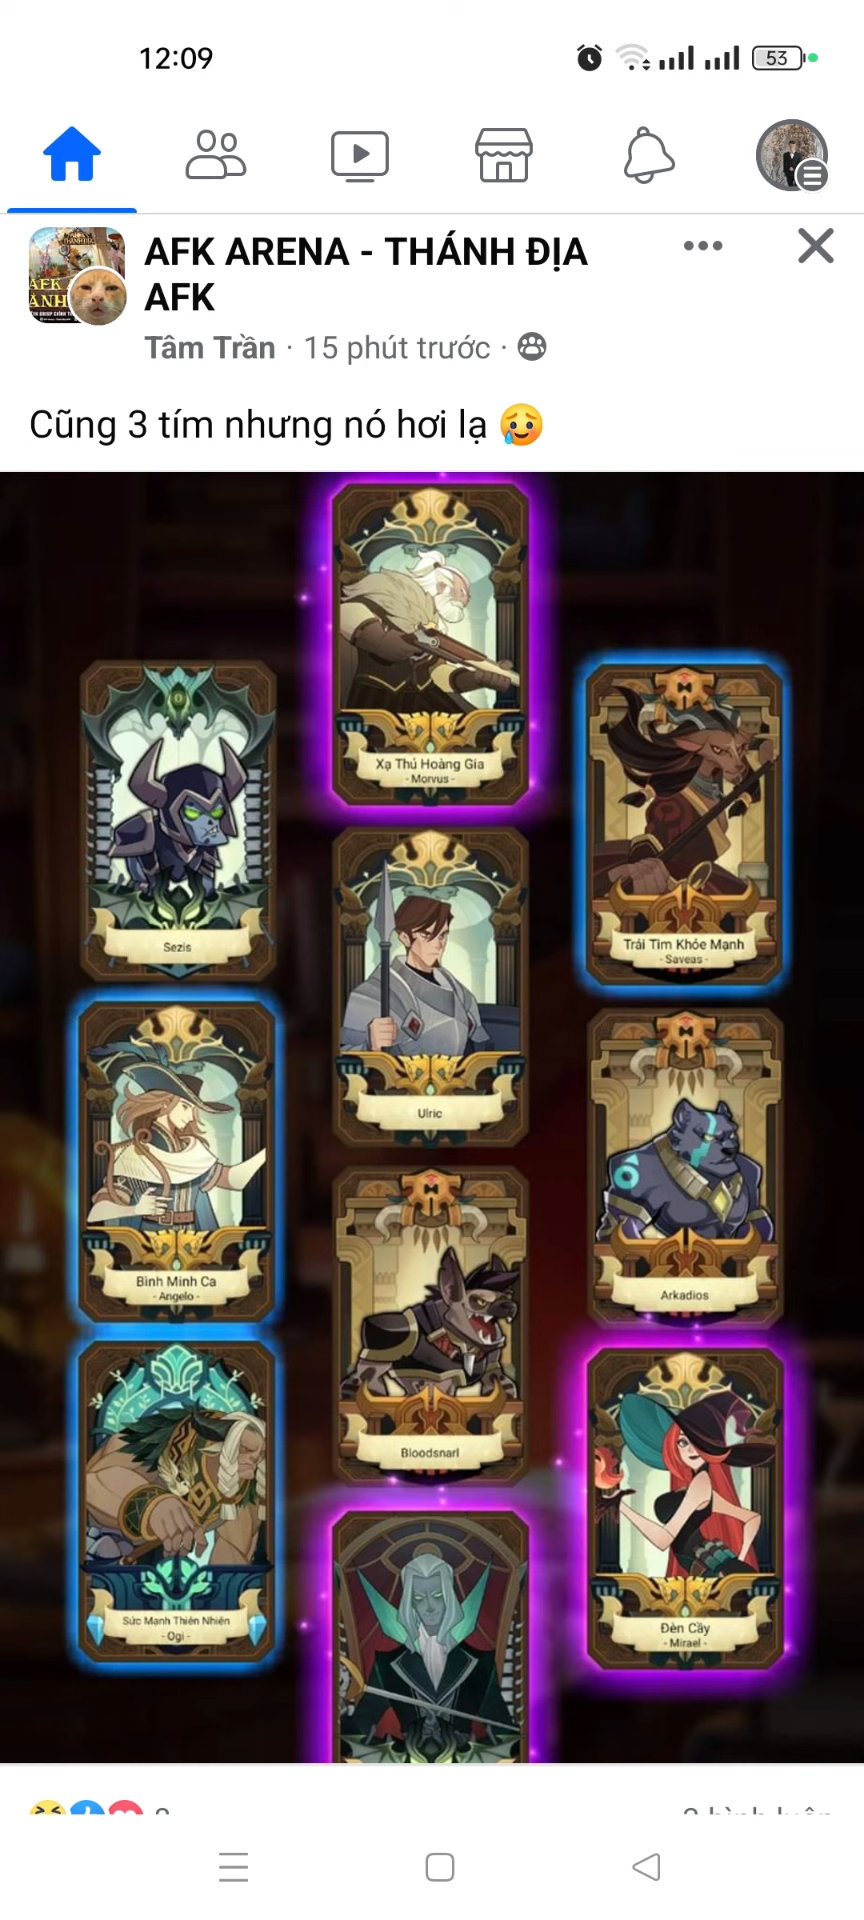 12:09
53
AFK ARENA - THÁNH ĐỊA
AFK
Tâm Trần · 15 phút trước ·
Cũng 3 tím nhưng nó hơi lạ 🥲
Xạ Thủ Hoàng Gia
- Morvus -
Sezis
Trái Tim Khỏe Mạnh
- Saveas -
Ulric
Bình Minh Ca
- Angelo -
Arkadios
Bloodsnarl
Sức Mạnh Thiên Nhiên
- Ogi -
Đèn Cầy
- Mirael -